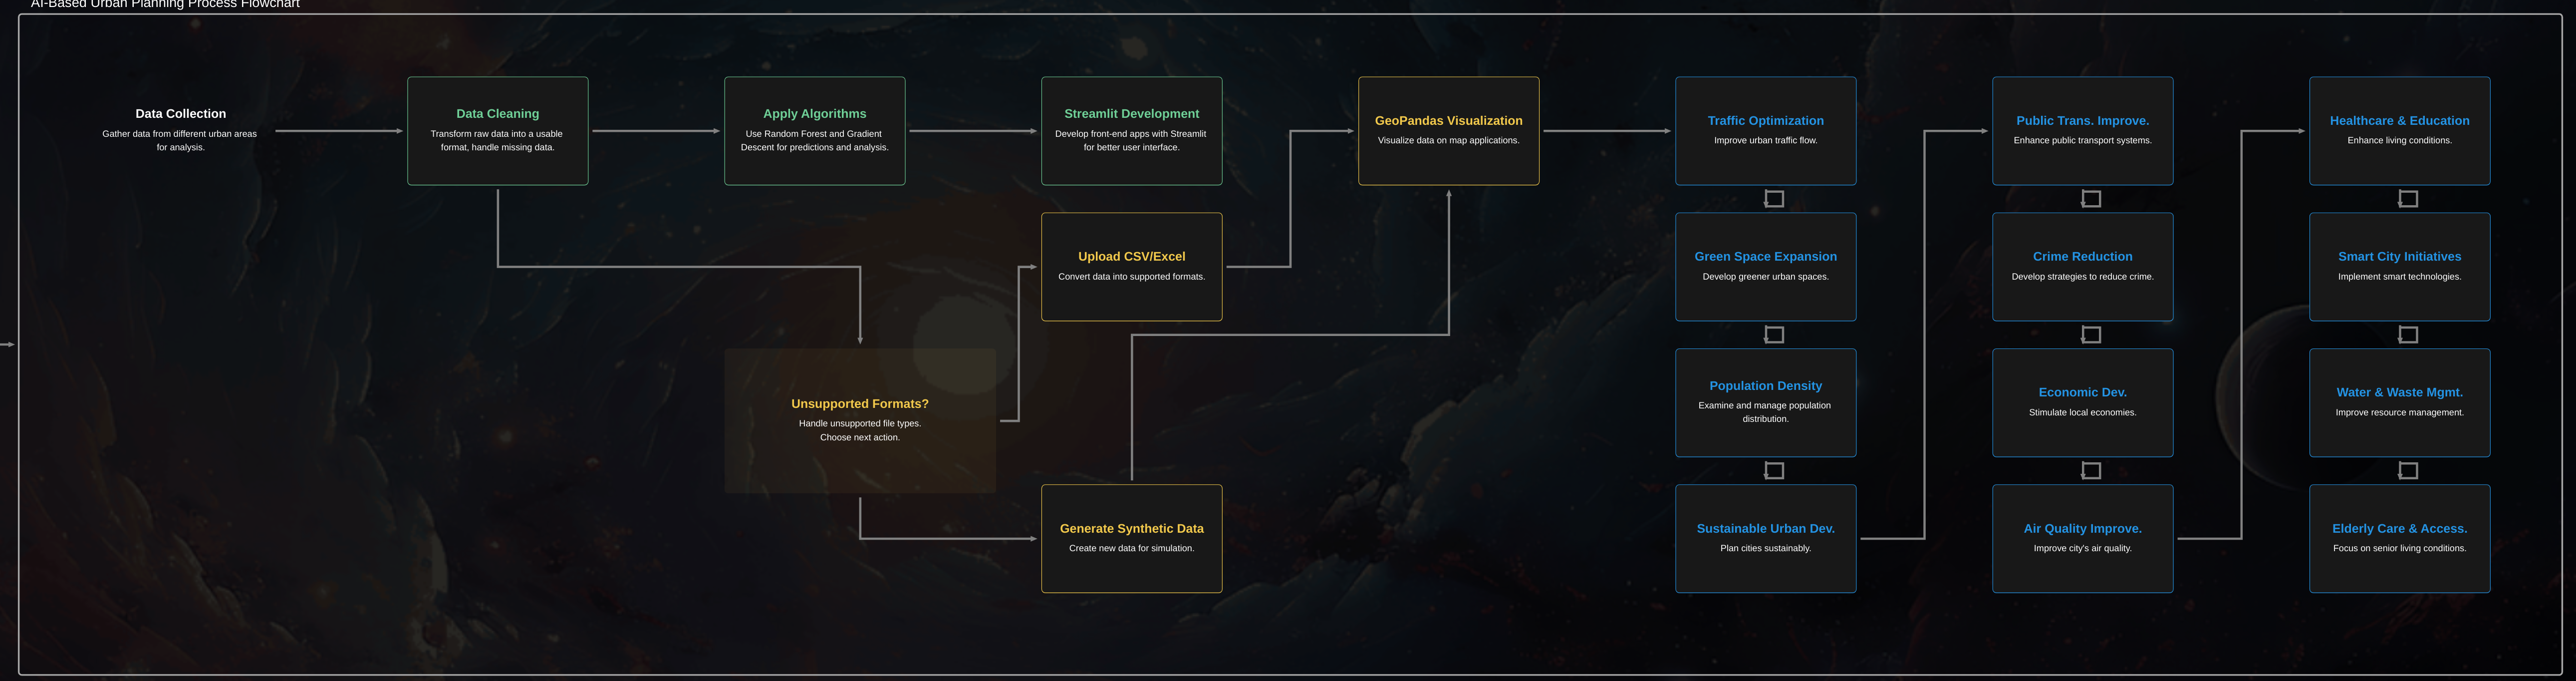 AI-Based Urban Planning Process Flowchart
Data Collection
Gather data from different urban areas
for analysis.
Data Cleaning
Transform raw data into a usable
format, handle missing data.
Apply Algorithms
Use Random Forest and Gradient
Descent for predictions and analysis.
Streamlit Development
Develop front-end apps with Streamlit
for better user interface.
Upload CSV/Excel
Convert data into supported formats.
Unsupported Formats?
Handle unsupported file types.
Choose next action.
Generate Synthetic Data
Create new data for simulation.
GeoPandas Visualization
Visualize data on map applications.
Traffic Optimization
Improve urban traffic flow.
Green Space Expansion
Develop greener urban spaces.
Population Density
Examine and manage population
distribution.
Sustainable Urban Dev.
Plan cities sustainably.
Public Trans. Improve.
Enhance public transport systems.
Crime Reduction
Develop strategies to reduce crime.
Economic Dev.
Stimulate local economies.
Air Quality Improve.
Improve city's air quality.
Healthcare & Education
Enhance living conditions.
Smart City Initiatives
Implement smart technologies.
Water & Waste Mgmt.
Improve resource management.
Elderly Care & Access.
Focus on senior living conditions.